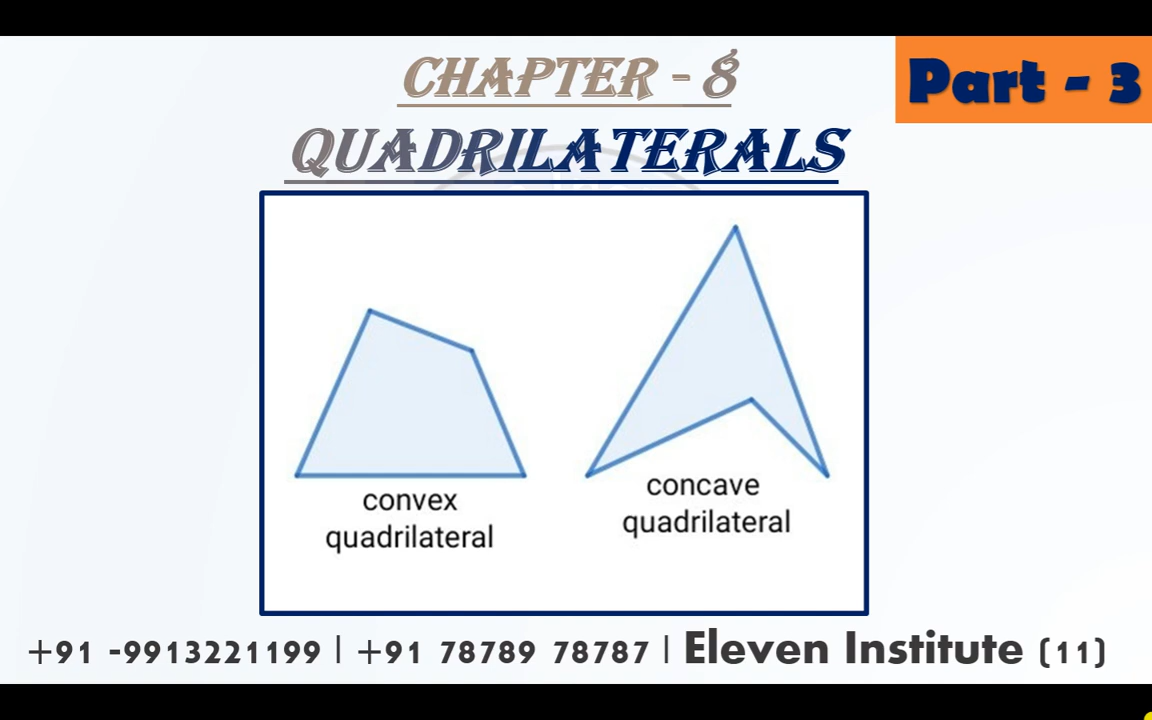 CHAPTER - 8
Part - 3
QUADRILATERALS
convex
quadrilateral
concave
quadrilateral
+91 -9913221199 | +91 78789 78787 | Eleven Institute (11)